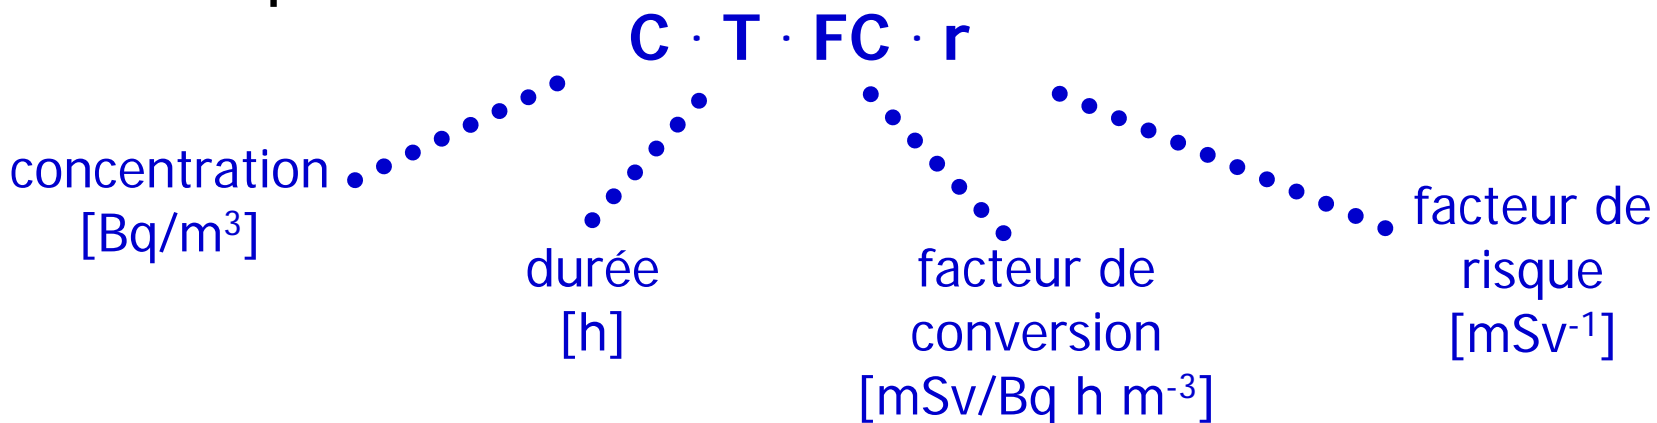 C · T · FC · r
concentration
[Bq/m³]
durée
[h]
facteur de
conversion
[mSv/Bq h m⁻³]
facteur de
risque
[mSv⁻¹]